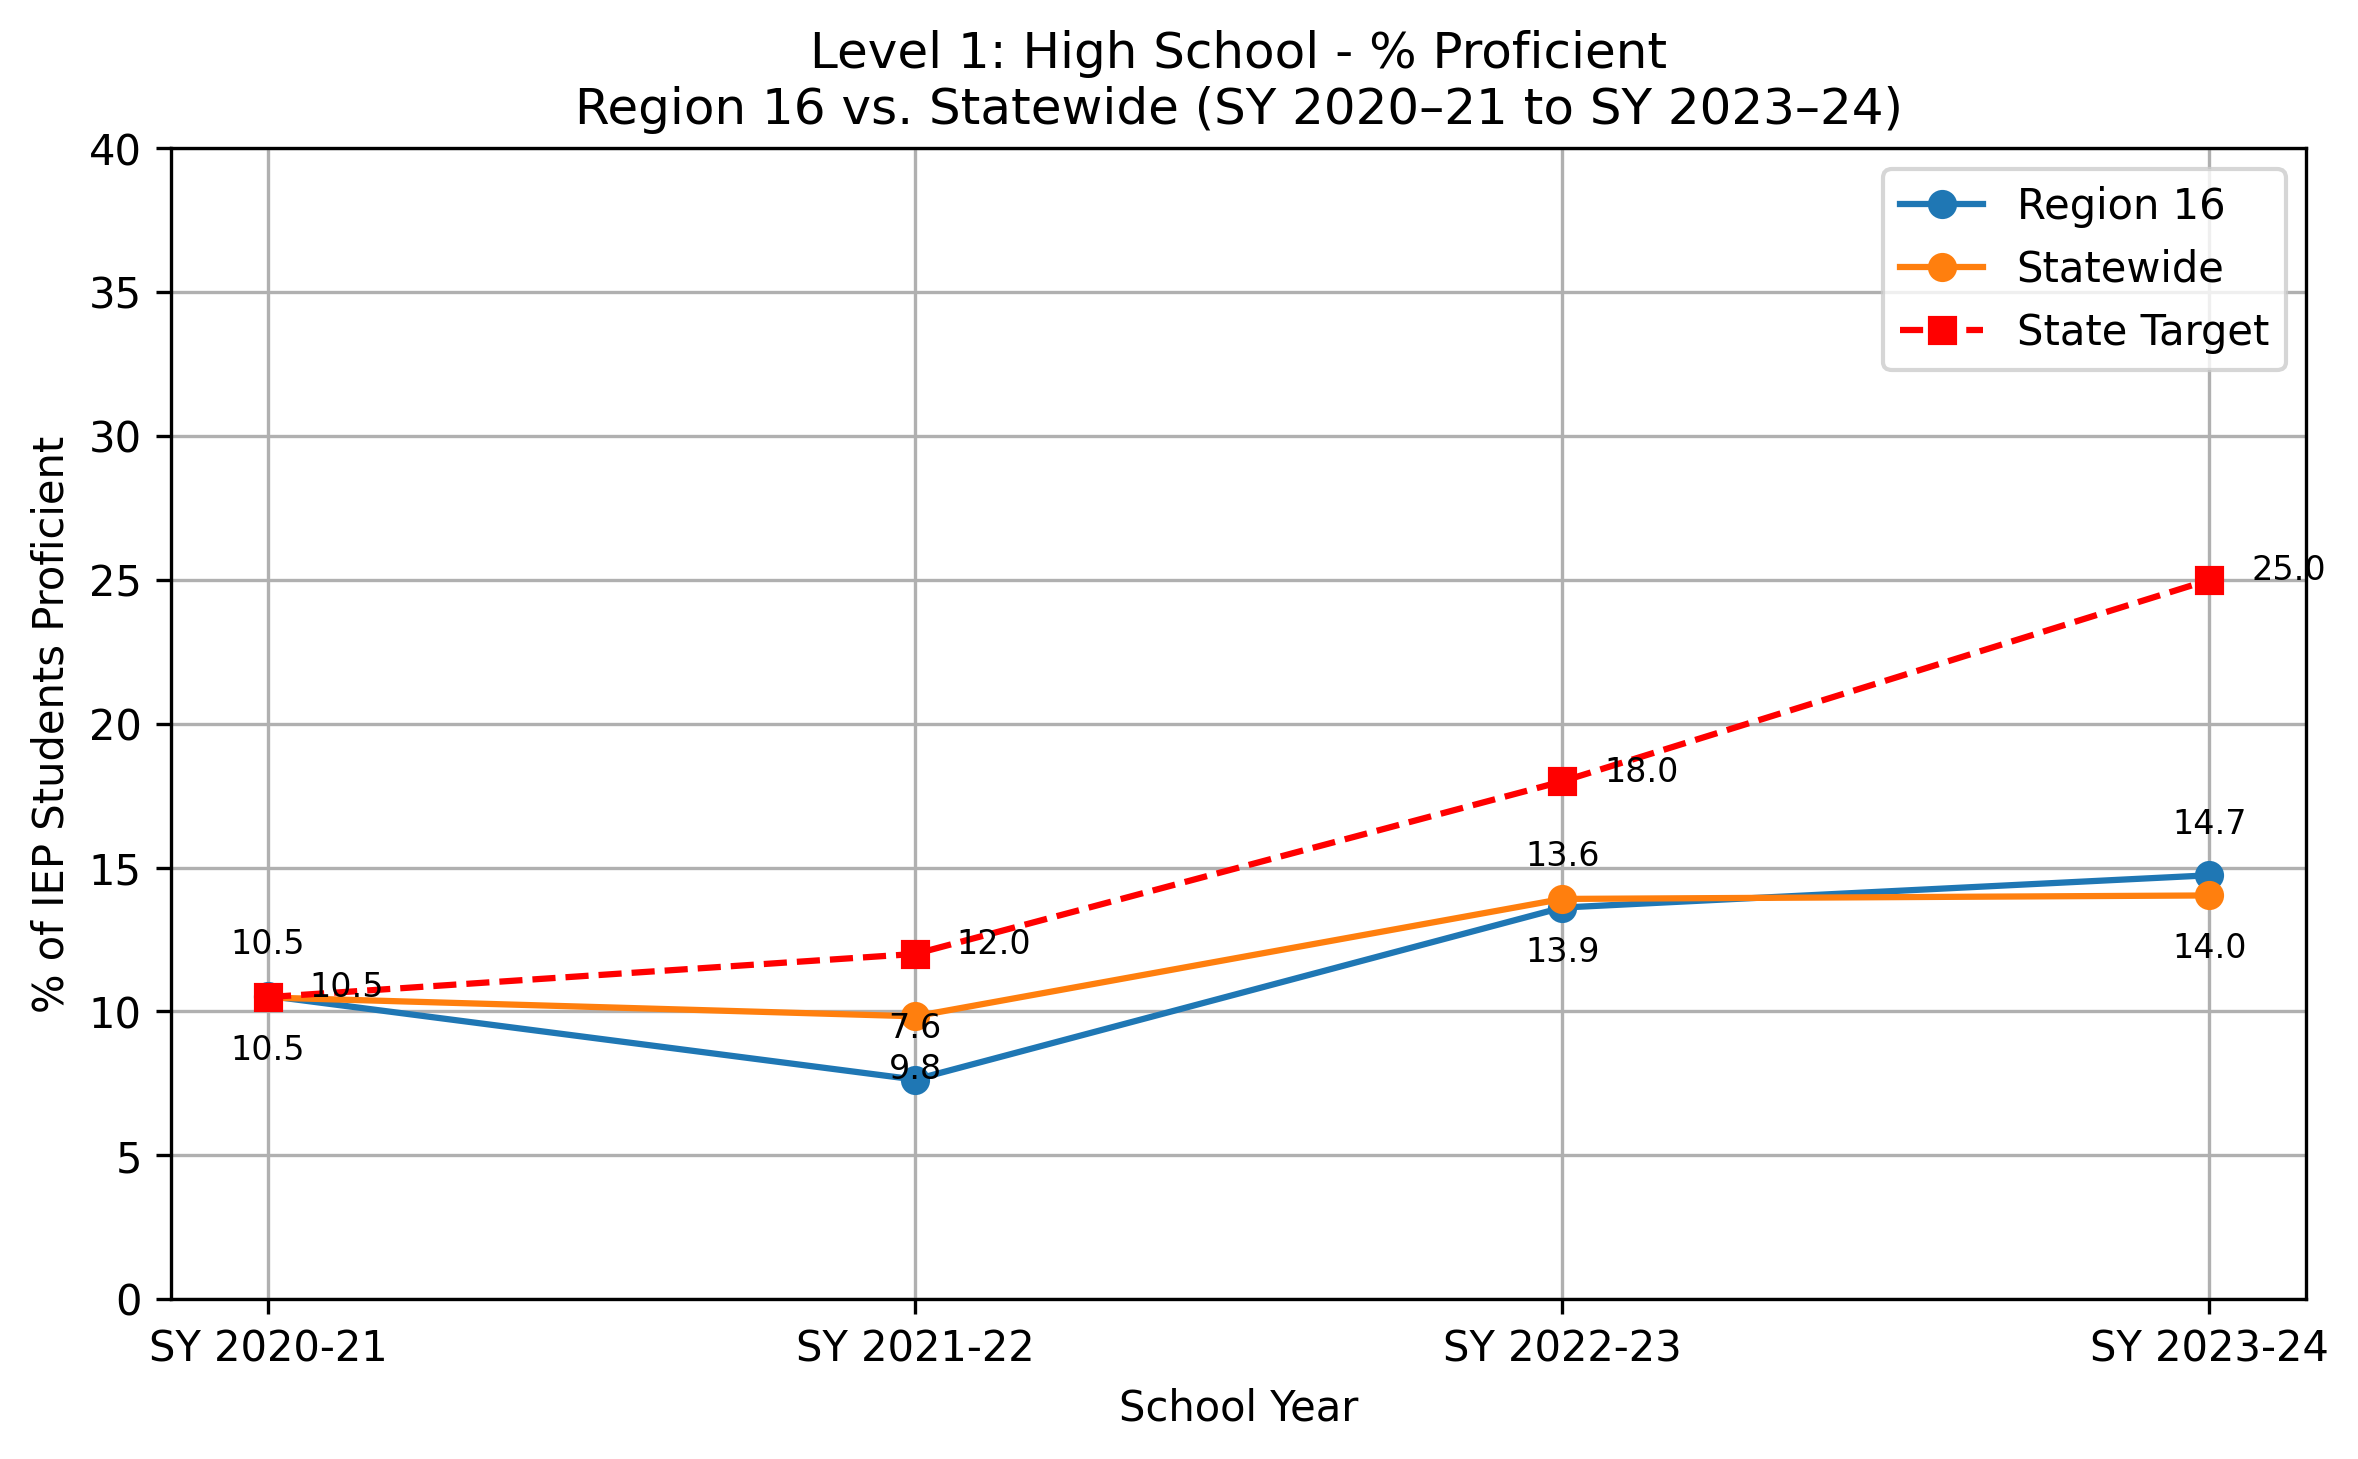 Level 1: High School - % Proficient
Region 16 vs. Statewide (SY 2020–21 to SY 2023–24)
% of IEP Students Proficient
40
35
30
25
20
15
10
5
0
Region 16
Statewide
State Target
25.0
18.0
14.7
13.6
10.5
12.0
13.9
14.0
10.5
7.6
10.5
9.8
SY 2020-21
SY 2021-22
SY 2022-23
SY 2023-24
School Year